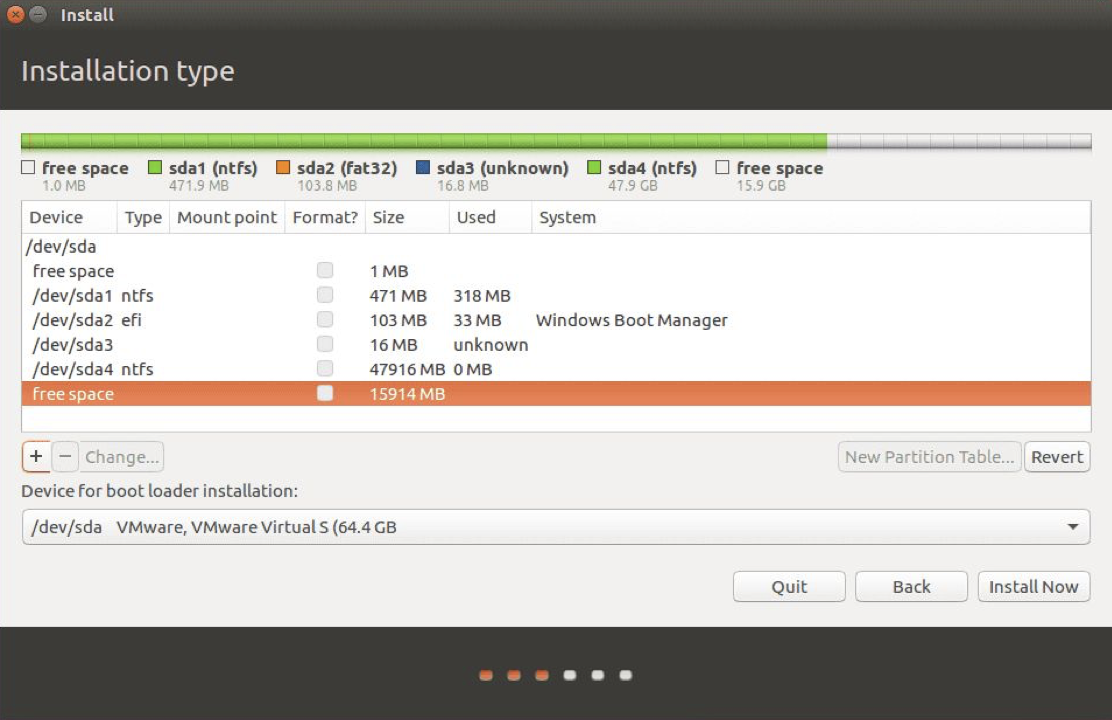 Install
Installation type
free space sda1 (ntfs) sda2 (fat32) sda3 (unknown) sda4 (ntfs) free space
1.0 MB 471.9 MB 103.8 MB 16.8 MB 47.9 GB 15.9 GB
Device Type Mount point Format? Size Used System
/dev/sda
free space 1 MB
/dev/sda1 ntfs 471 MB 318 MB
/dev/sda2 efi 103 MB 33 MB Windows Boot Manager
/dev/sda3 16 MB unknown
/dev/sda4 ntfs 47916 MB 0 MB
free space 15914 MB
+ − Change... New Partition Table... Revert
Device for boot loader installation:
/dev/sda VMware, VMware Virtual S (64.4 GB
Quit Back Install Now